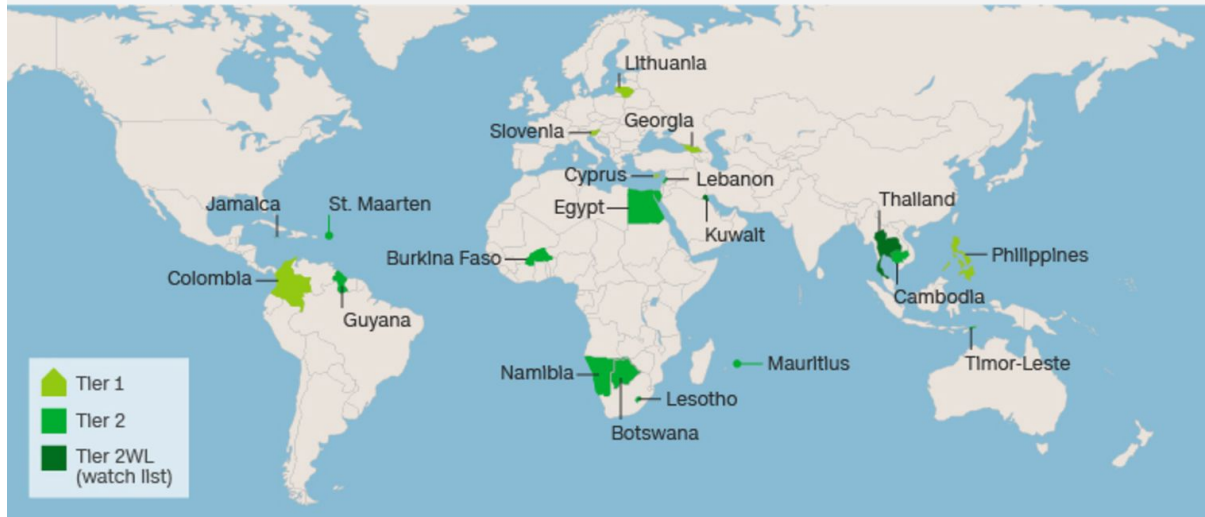 Lithuania
Slovenia
Georgia
Cyprus
Lebanon
Jamaica
St. Maarten
Egypt
Thailand
Kuwait
Burkina Faso
Philippines
Colombia
Cambodia
Guyana
Namibia
Mauritius
Timor-Leste
Lesotho
Botswana
Tier 1
Tier 2
Tier 2WL
(watch list)